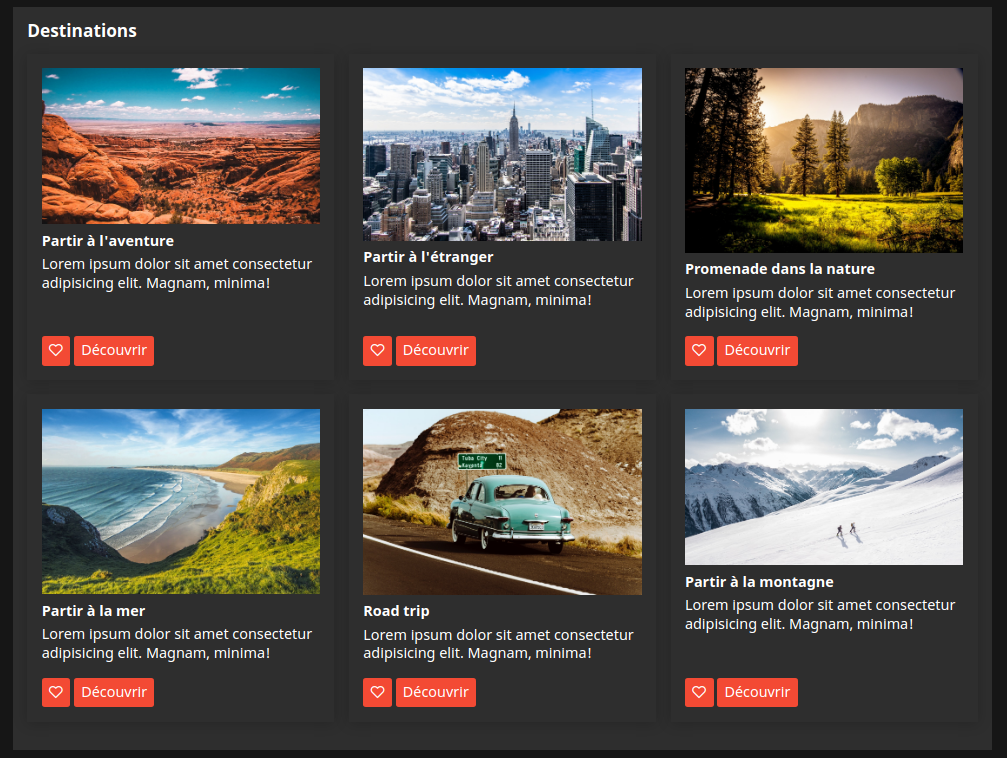 Destinations
Partir à l'aventure
Lorem ipsum dolor sit amet consectetur
adipisicing elit. Magnam, minima!
Découvrir
Partir à l'étranger
Lorem ipsum dolor sit amet consectetur
adipisicing elit. Magnam, minima!
Découvrir
Promenade dans la nature
Lorem ipsum dolor sit amet consectetur
adipisicing elit. Magnam, minima!
Découvrir
Partir à la mer
Lorem ipsum dolor sit amet consectetur
adipisicing elit. Magnam, minima!
Découvrir
Tuba City 11
62
Road trip
Lorem ipsum dolor sit amet consectetur
adipisicing elit. Magnam, minima!
Découvrir
Partir à la montagne
Lorem ipsum dolor sit amet consectetur
adipisicing elit. Magnam, minima!
Découvrir